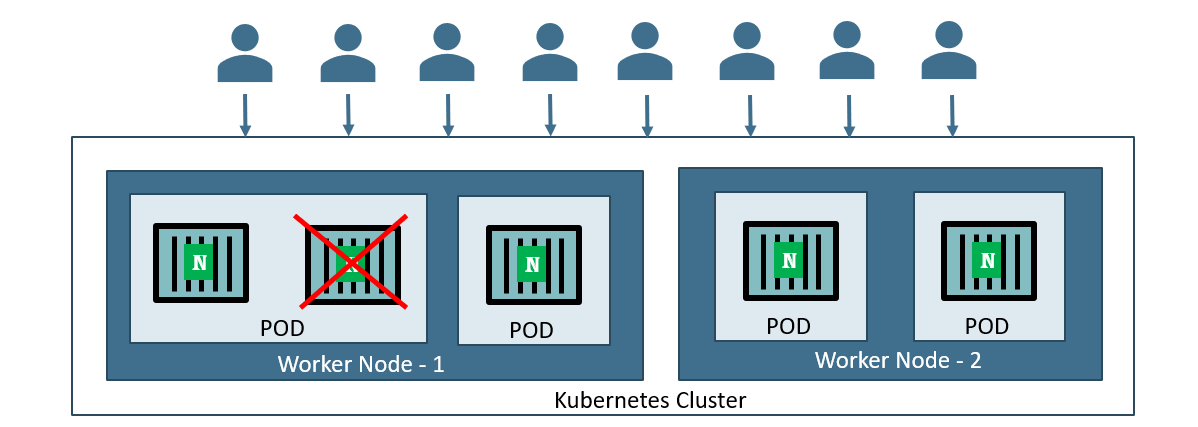 N
N
N
N
N
POD
POD
POD
POD
Worker Node - 1
Worker Node - 2
Kubernetes Cluster